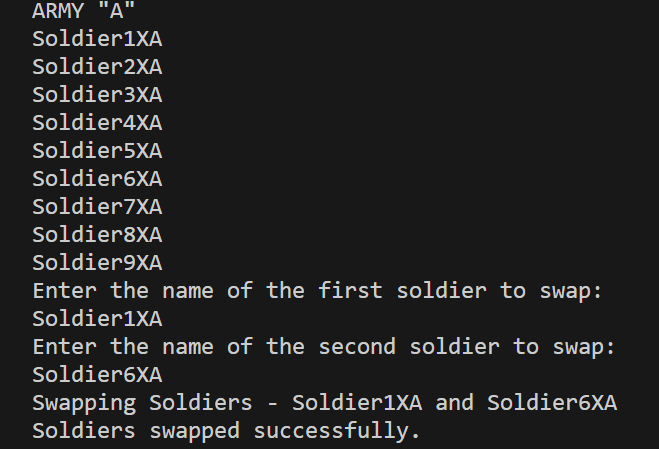 ARMY "A"
Soldier1XA
Soldier2XA
Soldier3XA
Soldier4XA
Soldier5XA
Soldier6XA
Soldier7XA
Soldier8XA
Soldier9XA
Enter the name of the first soldier to swap:
Soldier1XA
Enter the name of the second soldier to swap:
Soldier6XA
Swapping Soldiers - Soldier1XA and Soldier6XA
Soldiers swapped successfully.